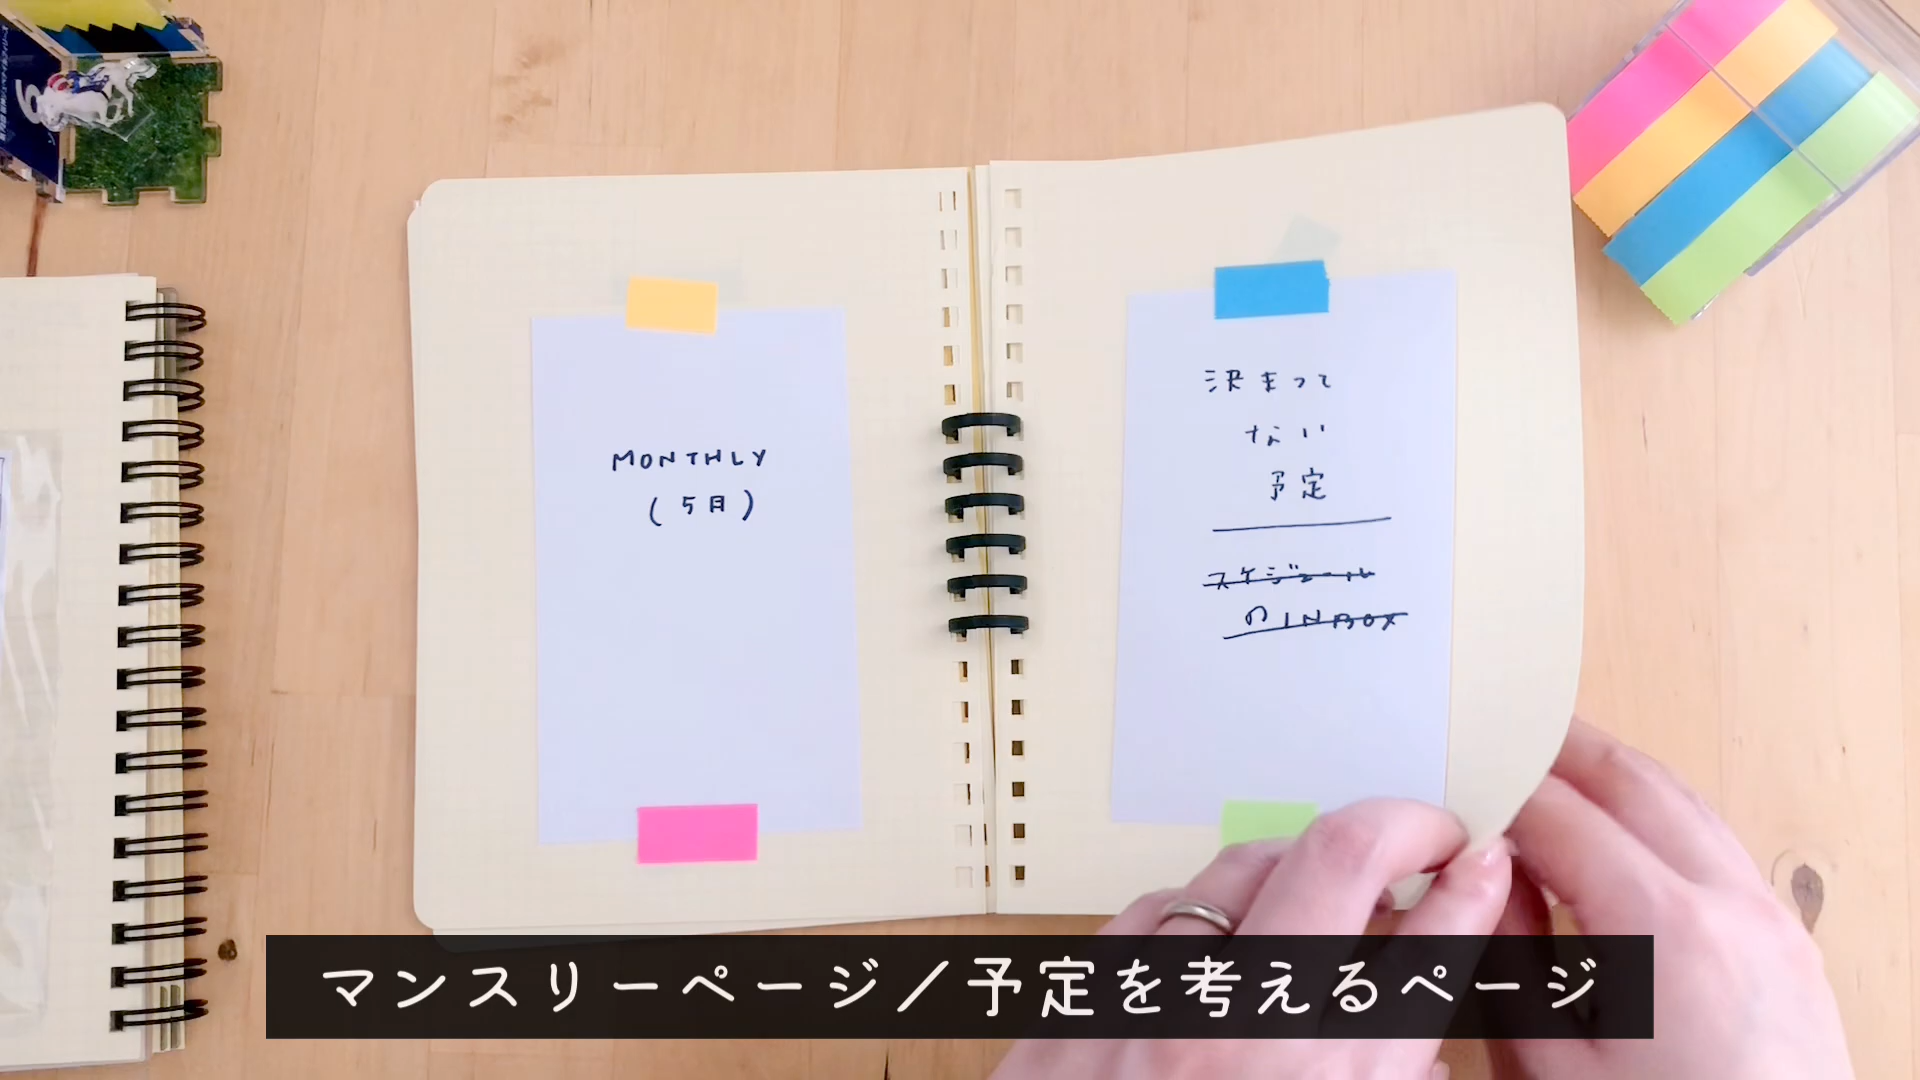 MONTHLY
(5月)
決まって
ない
予定
スケジュール
のINBOX
マンスリーページ／予定を考えるページ